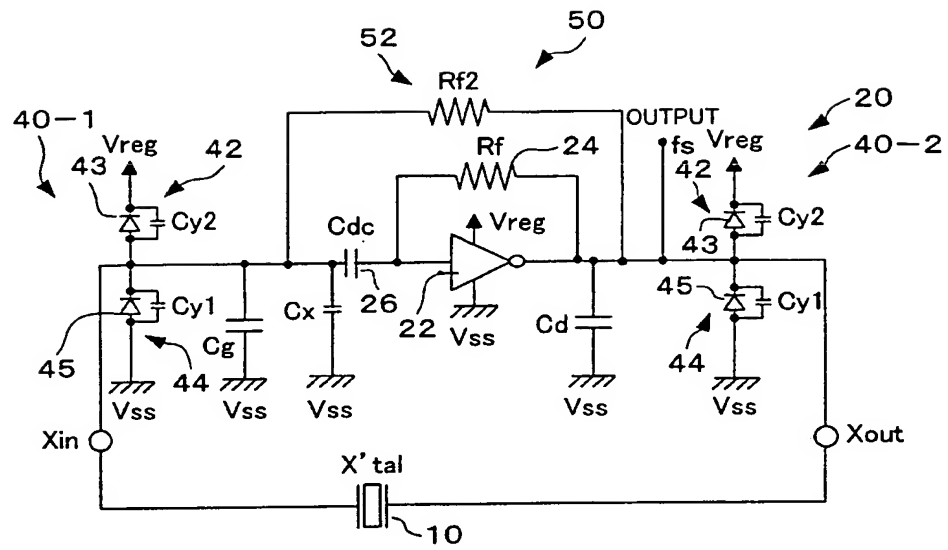 50
52
Rf2
20
40-1
OUTPUT
Vreg
42
Rf
24
fs
Vreg
40-2
43
42
Cy2
Cdc
Vreg
43
Cy2
Cy1
Cg
Cx
26
22
Vss
Cd
45
Cy1
45
44
44
Vss
Vss
Vss
Vss
Xin
Xout
X'tal
10